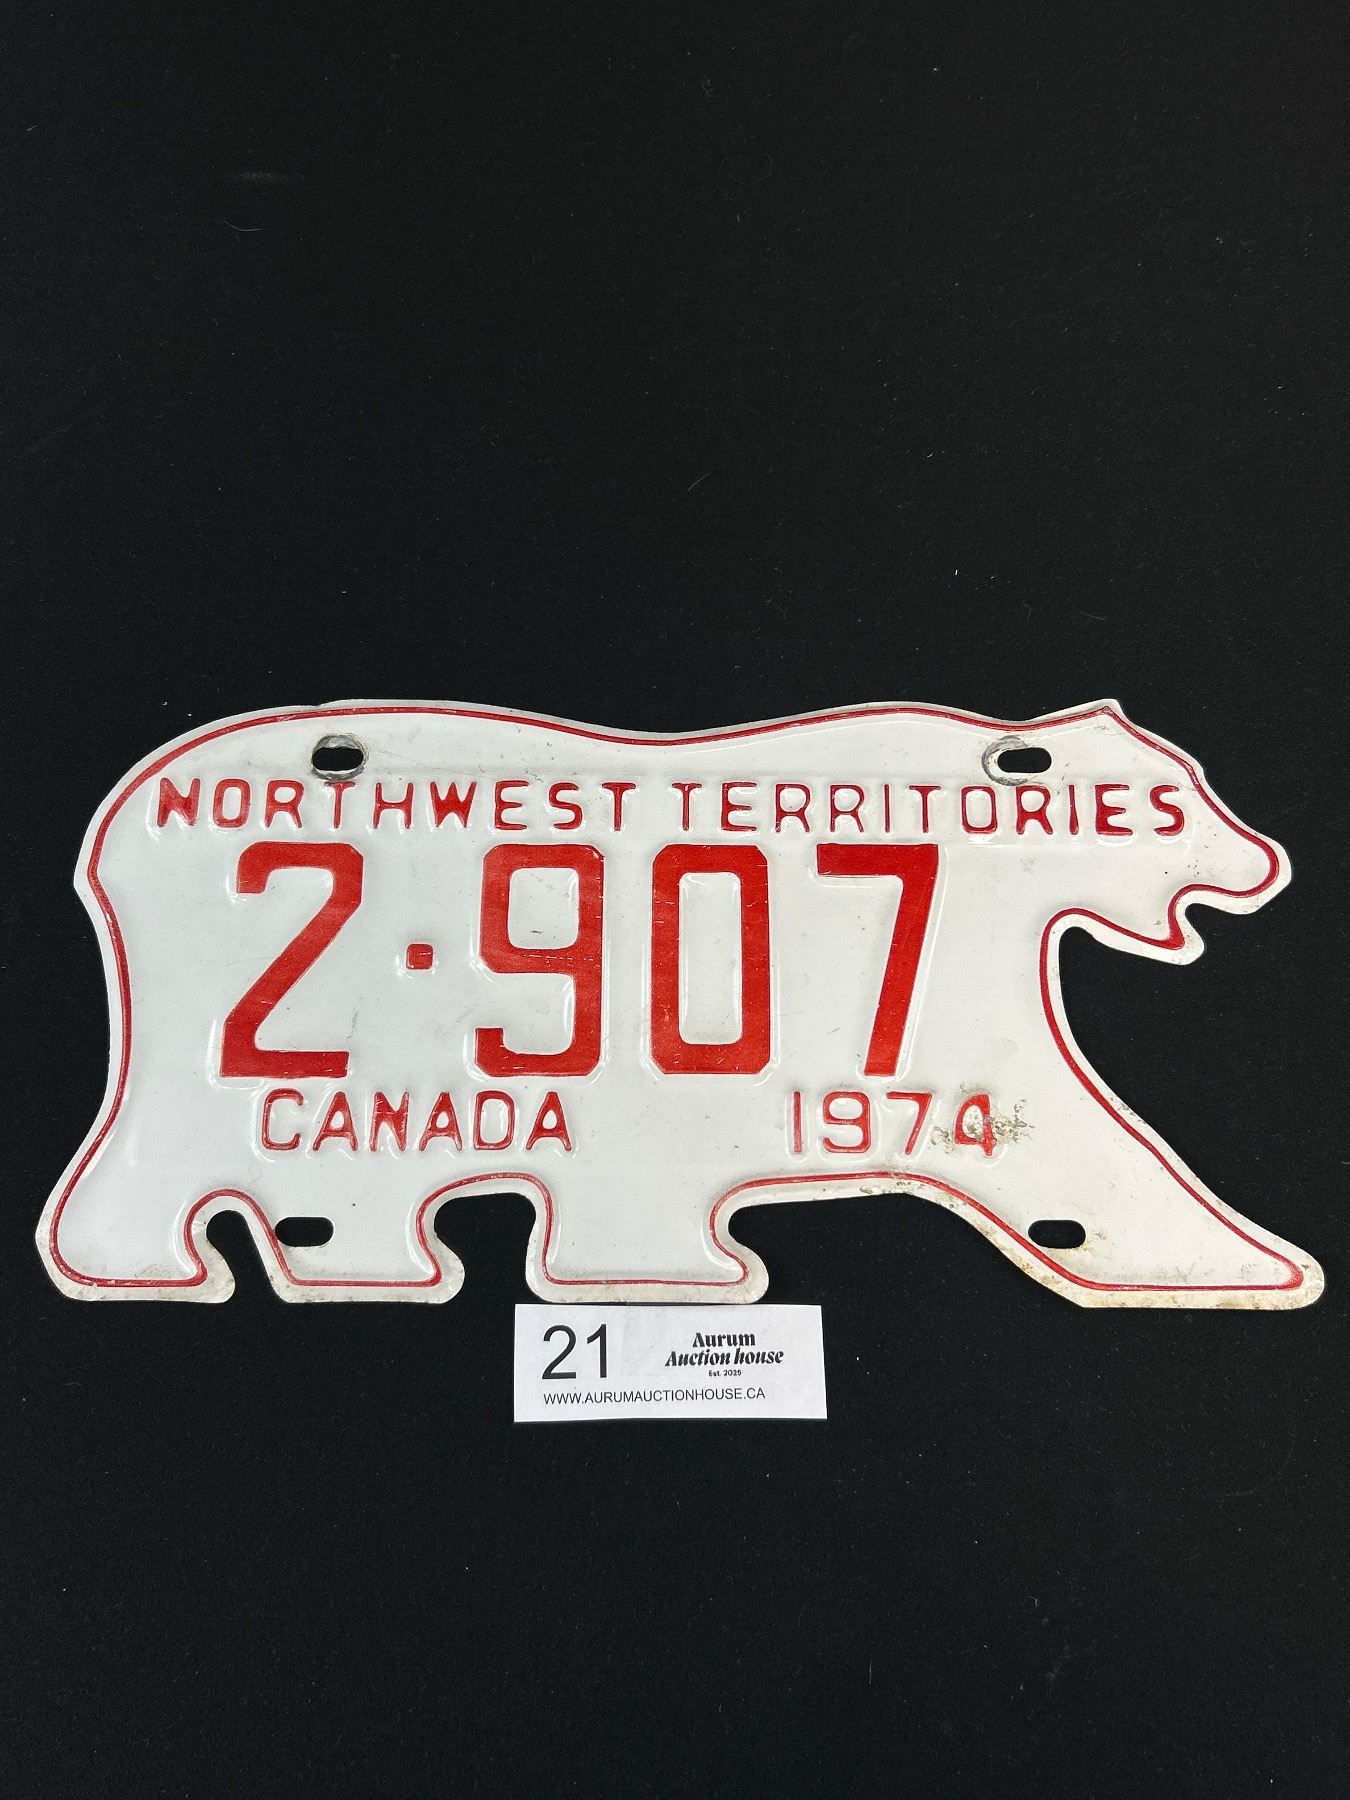 NORTHWEST TERRITORIES
2·907
CANADA 1974
21
Aurum
Auction house
Est. 2025
WWW.AURUMAUCTIONHOUSE.CA